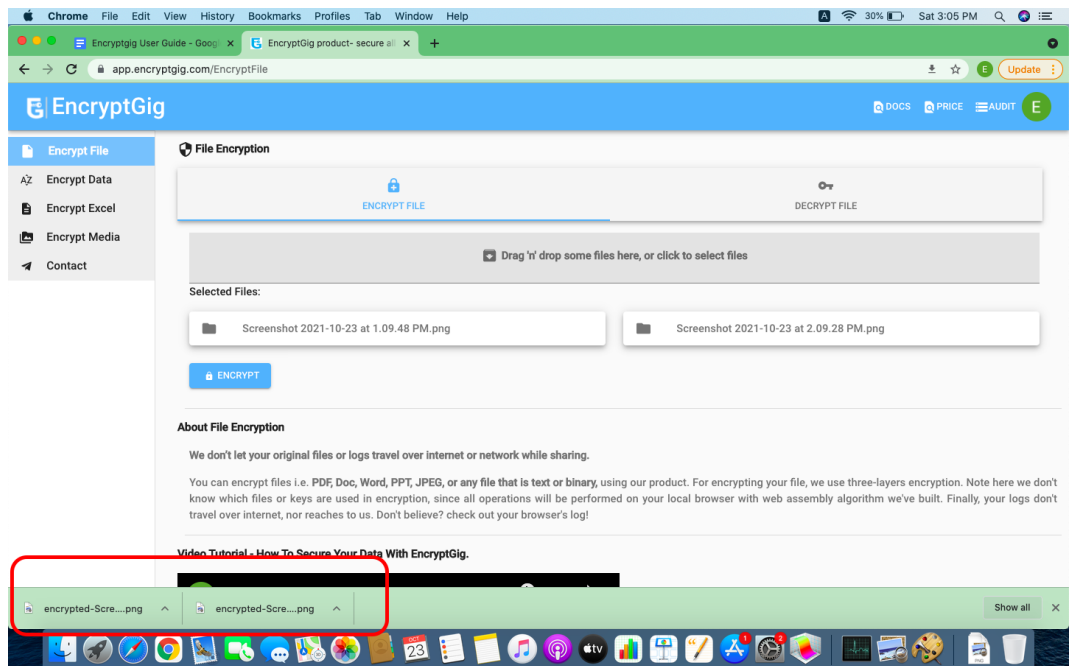 Chrome File Edit View History Bookmarks Profiles Tab Window Help A 30% Sat 3:05 PM
Encryptgig User Guide - Goog EncryptGig product- secure all
app.encryptgig.com/EncryptFile E Update
EncryptGig DOCS PRICE AUDIT E
Encrypt File
Encrypt Data
Encrypt Excel
Encrypt Media
Contact
File Encryption
ENCRYPT FILE DECRYPT FILE
Drag 'n' drop some files here, or click to select files
Selected Files:
Screenshot 2021-10-23 at 1.09.48 PM.png Screenshot 2021-10-23 at 2.09.28 PM.png
ENCRYPT
About File Encryption
We don't let your original files or logs travel over internet or network while sharing.
You can encrypt files i.e. PDF, Doc, Word, PPT, JPEG, or any file that is text or binary, using our product. For encrypting your file, we use three-layers encryption. Note here we don't
know which files or keys are used in encryption, since all operations will be performed on your local browser with web assembly algorithm we've built. Finally, your logs don't
travel over internet, nor reaches to us. Don't believe? check out your browser's log!
Video Tutorial - How To Secure Your Data With EncryptGig.
encrypted-Scre....png encrypted-Scre....png Show all
OCT
23
tv
1
2